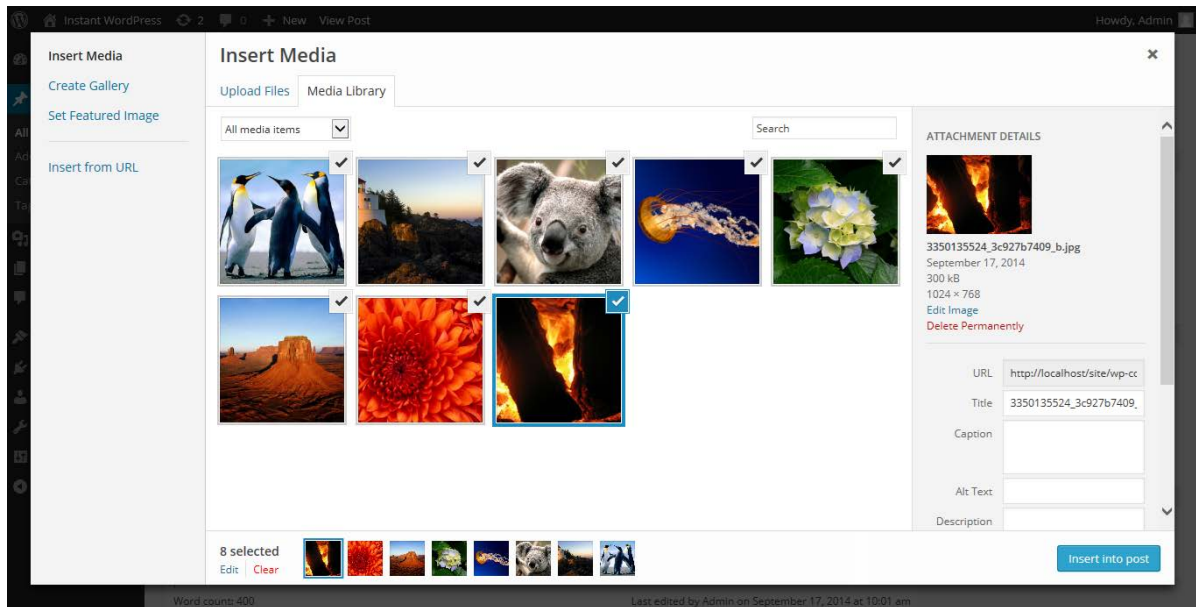 Instant WordPress 2 0 New View Post Howdy, Admin
Insert Media
Create Gallery
Set Featured Image
Insert from URL
Insert Media
Upload Files Media Library
All media items
Search
ATTACHMENT DETAILS
3350135524_3c927b7409_b.jpg
September 17, 2014
300 kB
1024 × 768
Edit Image
Delete Permanently
URL http://localhost/site/wp-cc
Title 3350135524_3c927b7409_
Caption
Alt Text
Description
8 selected
Edit Clear
Insert into post
All
Word count: 400 Last edited by Admin on September 17, 2014 at 10:01 am